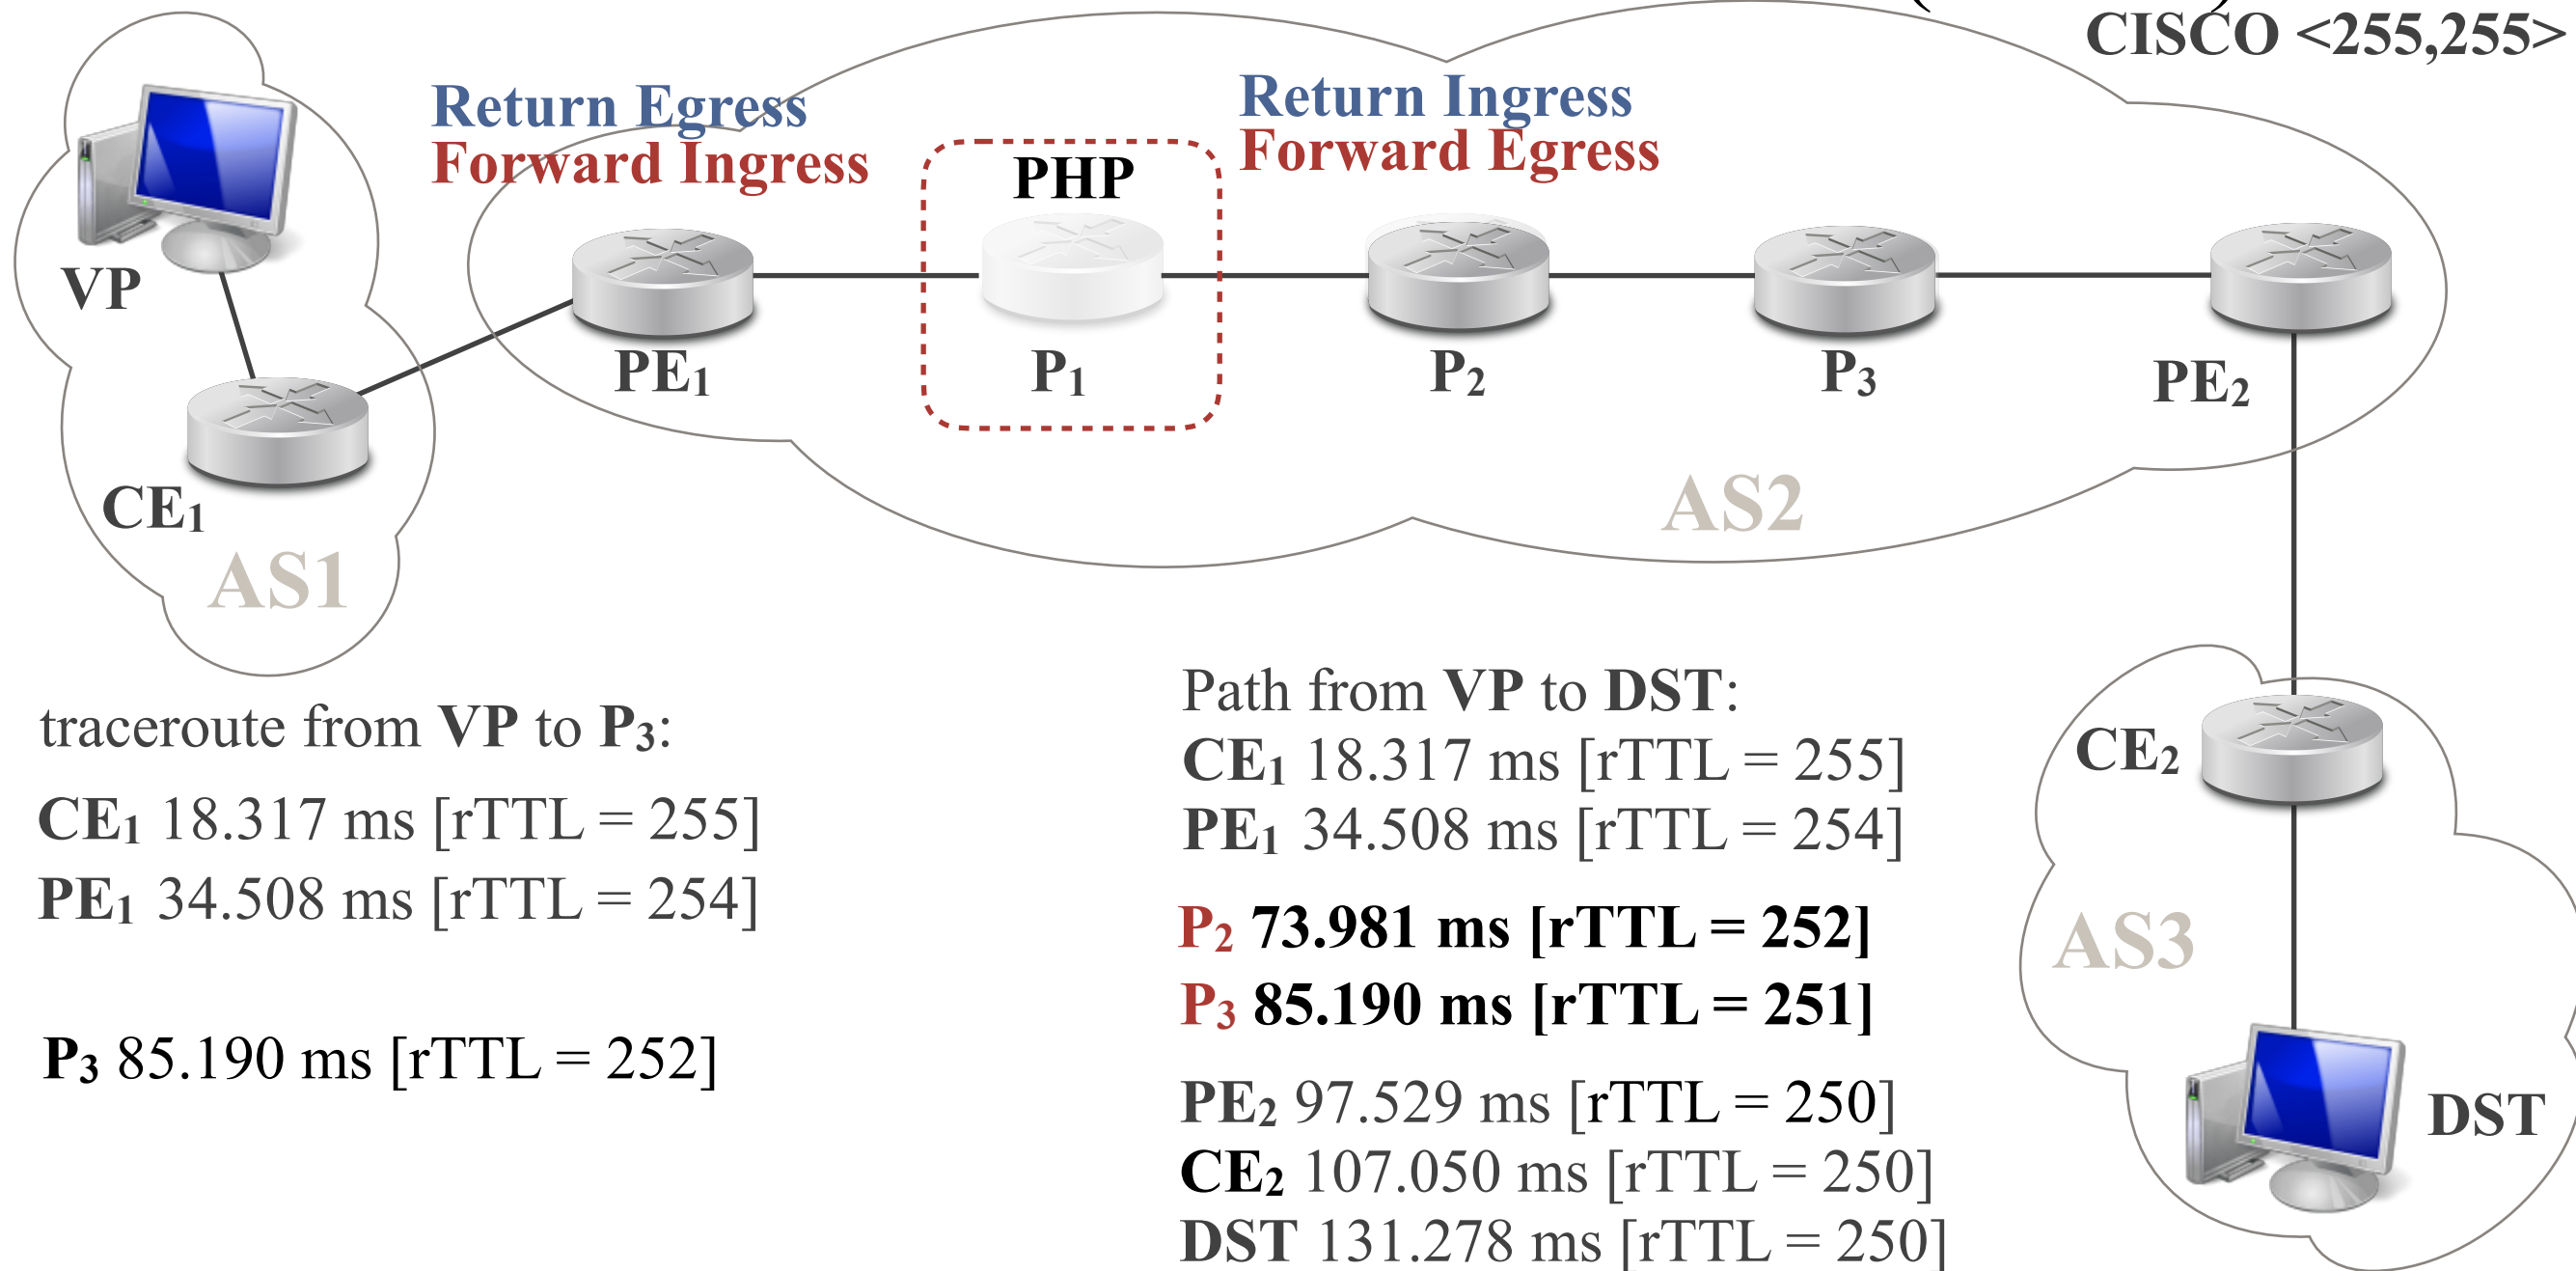 CISCO <255,255>
Return Egress
Forward Ingress
Return Ingress
Forward Egress
PHP
VP
PE1
P1
P2
P3
PE2
CE1
AS1
AS2
traceroute from VP to P3:
CE1 18.317 ms [rTTL = 255]
PE1 34.508 ms [rTTL = 254]
P3 85.190 ms [rTTL = 252]
Path from VP to DST:
CE1 18.317 ms [rTTL = 255]
PE1 34.508 ms [rTTL = 254]
P2 73.981 ms [rTTL = 252]
P3 85.190 ms [rTTL = 251]
PE2 97.529 ms [rTTL = 250]
CE2 107.050 ms [rTTL = 250]
DST 131.278 ms [rTTL = 250]
CE2
AS3
DST